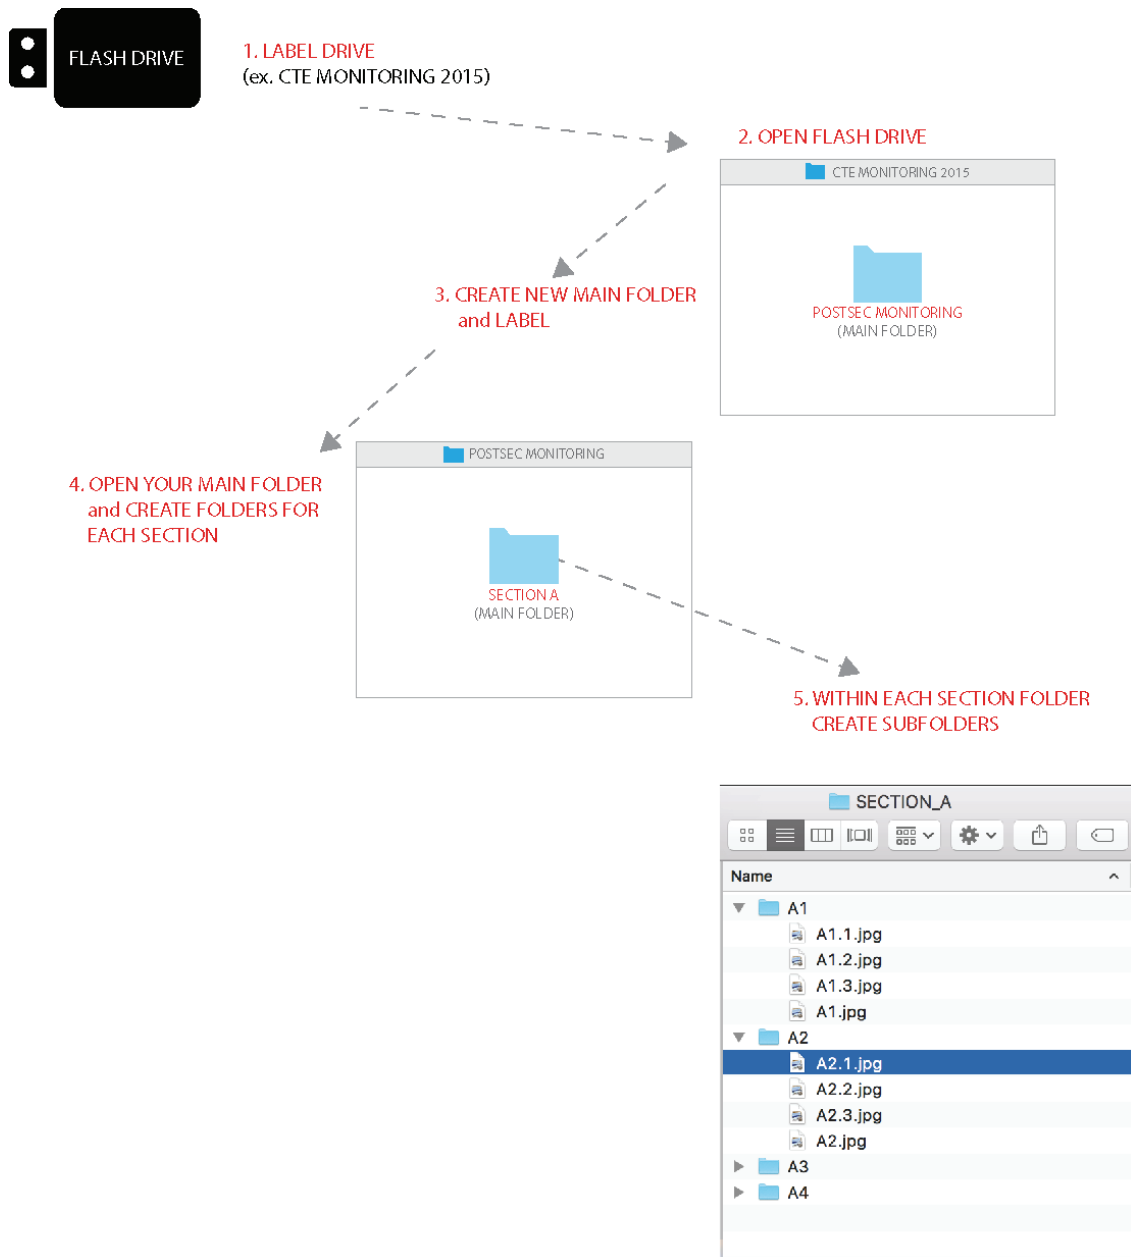 FLASH DRIVE
1. LABEL DRIVE
(ex. CTE MONITORING 2015)
2. OPEN FLASH DRIVE
CTE MONITORING 2015
POSTSEC MONITORING
(MAIN FOLDER)
3. CREATE NEW MAIN FOLDER
and LABEL
4. OPEN YOUR MAIN FOLDER
and CREATE FOLDERS FOR
EACH SECTION
POSTSEC MONITORING
SECTION A
(MAIN FOLDER)
5. WITHIN EACH SECTION FOLDER
CREATE SUBFOLDERS
SECTION_A
Name
A1
A1.1.jpg
A1.2.jpg
A1.3.jpg
A1.jpg
A2
A2.1.jpg
A2.2.jpg
A2.3.jpg
A2.jpg
A3
A4